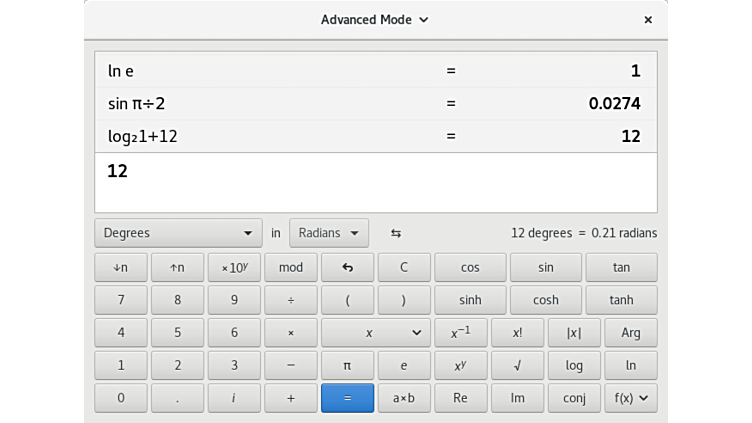 Advanced Mode
ln e = 1
sin π÷2 = 0.0274
log₂1+12 = 12
12
Degrees in Radians ⇆ 12 degrees = 0.21 radians
↓n ↑n ×10ʸ mod C cos sin tan
7 8 9 ÷ ( ) sinh cosh tanh
4 5 6 × x x⁻¹ x! |x| Arg
1 2 3 − π e xʸ √ log ln
0 . i + = a×b Re Im conj f(x)